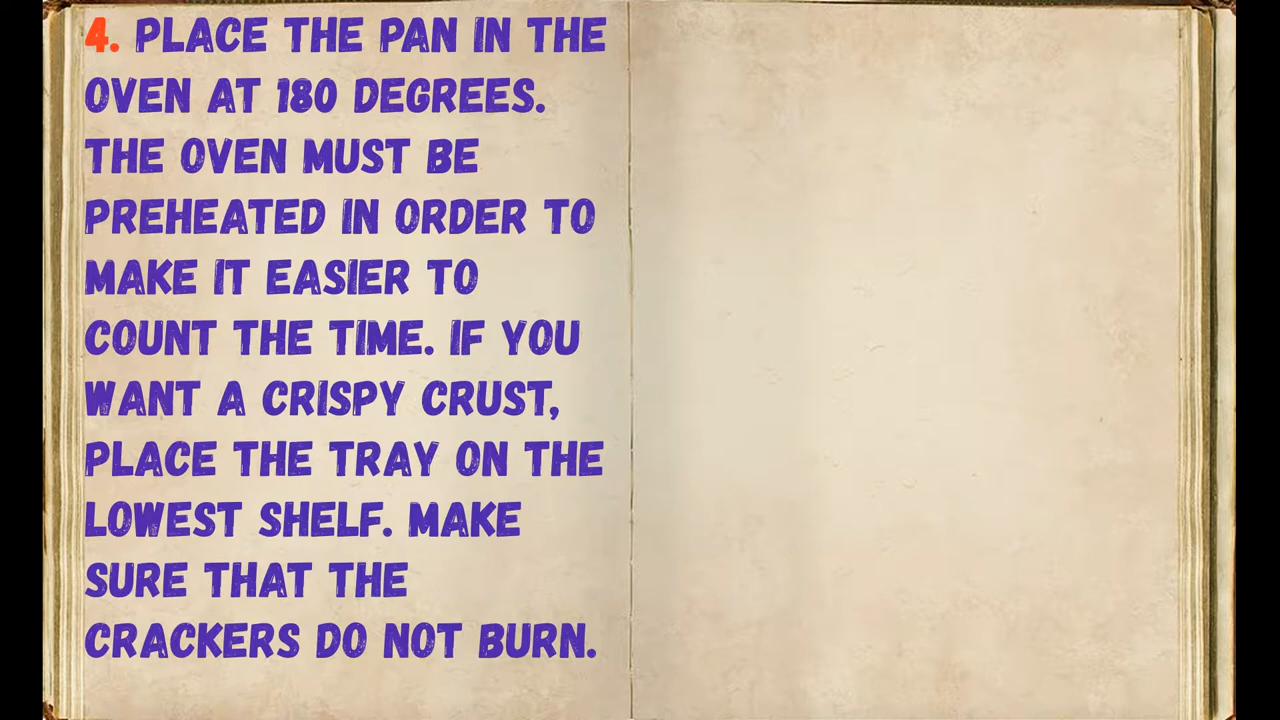 4. PLACE THE PAN IN THE
OVEN AT 180 DEGREES.
THE OVEN MUST BE
PREHEATED IN ORDER TO
MAKE IT EASIER TO
COUNT THE TIME. IF YOU
WANT A CRISPY CRUST,
PLACE THE TRAY ON THE
LOWEST SHELF. MAKE
SURE THAT THE
CRACKERS DO NOT BURN.